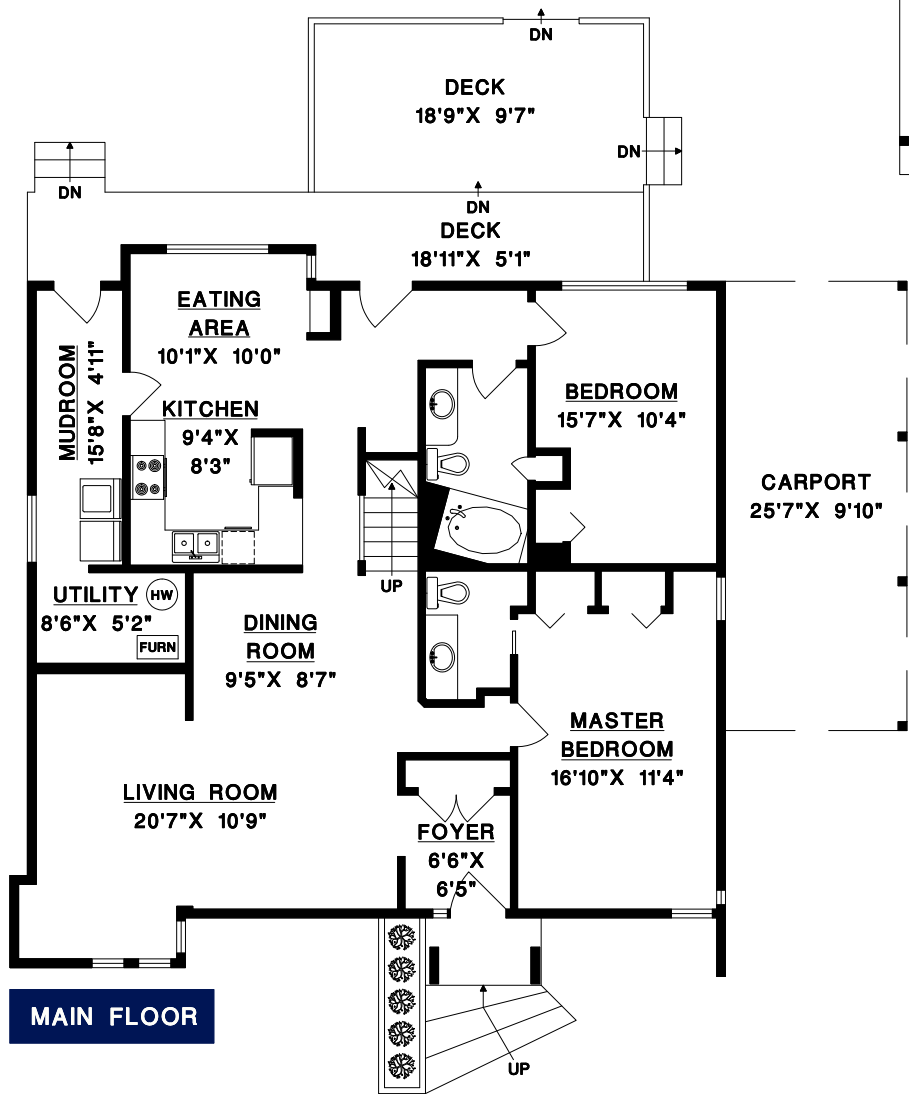 DN
DECK
18'9"X 9'7"
DN
DN
DN
DECK
18'11"X 5'1"
EATING
AREA
10'1"X 10'0"
MUDROOM
15'8"X 4'11"
KITCHEN
9'4"X
8'3"
BEDROOM
15'7"X 10'4"
CARPORT
25'7"X 9'10"
UP
UTILITY
HW
8'6"X 5'2"
FURN
DINING
ROOM
9'5"X 8'7"
MASTER
BEDROOM
16'10"X 11'4"
LIVING ROOM
20'7"X 10'9"
FOYER
6'6"X
6'5"
MAIN FLOOR
UP